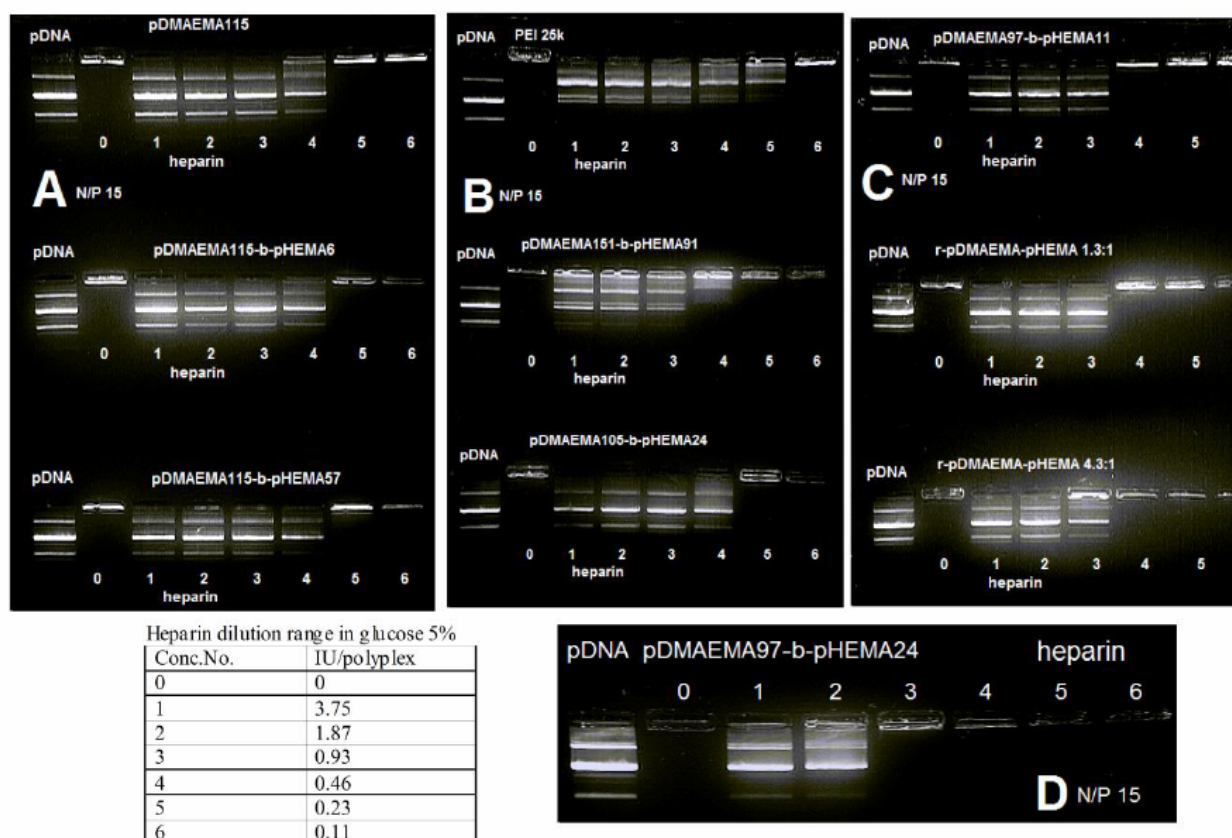 pDMAEMA115
pDNA
0 1 2 3 4 5 6
heparin
A N/P 15
pDNA pDMAEMA115-b-pHEMA6
0 1 2 3 4 5 6
heparin
pDNA pDMAEMA115-b-pHEMA57
0 1 2 3 4 5 6
heparin
pDNA PEI 25k
0 1 2 3 4 5 6
heparin
B N/P 15
pDNA pDMAEMA151-b-pHEMA91
0 1 2 3 4 5 6
heparin
pDMAEMA105-b-pHEMA24
pDNA
0 1 2 3 4 5 6
heparin
pDNA pDMAEMA97-b-pHEMA11
0 1 2 3 4 5
heparin
C N/P 15
pDNA r-pDMAEMA-pHEMA 1.3:1
0 1 2 3 4 5
heparin
pDNA r-pDMAEMA-pHEMA 4.3:1
0 1 2 3 4 5
heparin
Heparin dilution range in glucose 5%
Conc.No. IU/polyplex
0 0
1 3.75
2 1.87
3 0.93
4 0.46
5 0.23
6 0.11
pDNA pDMAEMA97-b-pHEMA24 heparin
0 1 2 3 4 5 6
D N/P 15